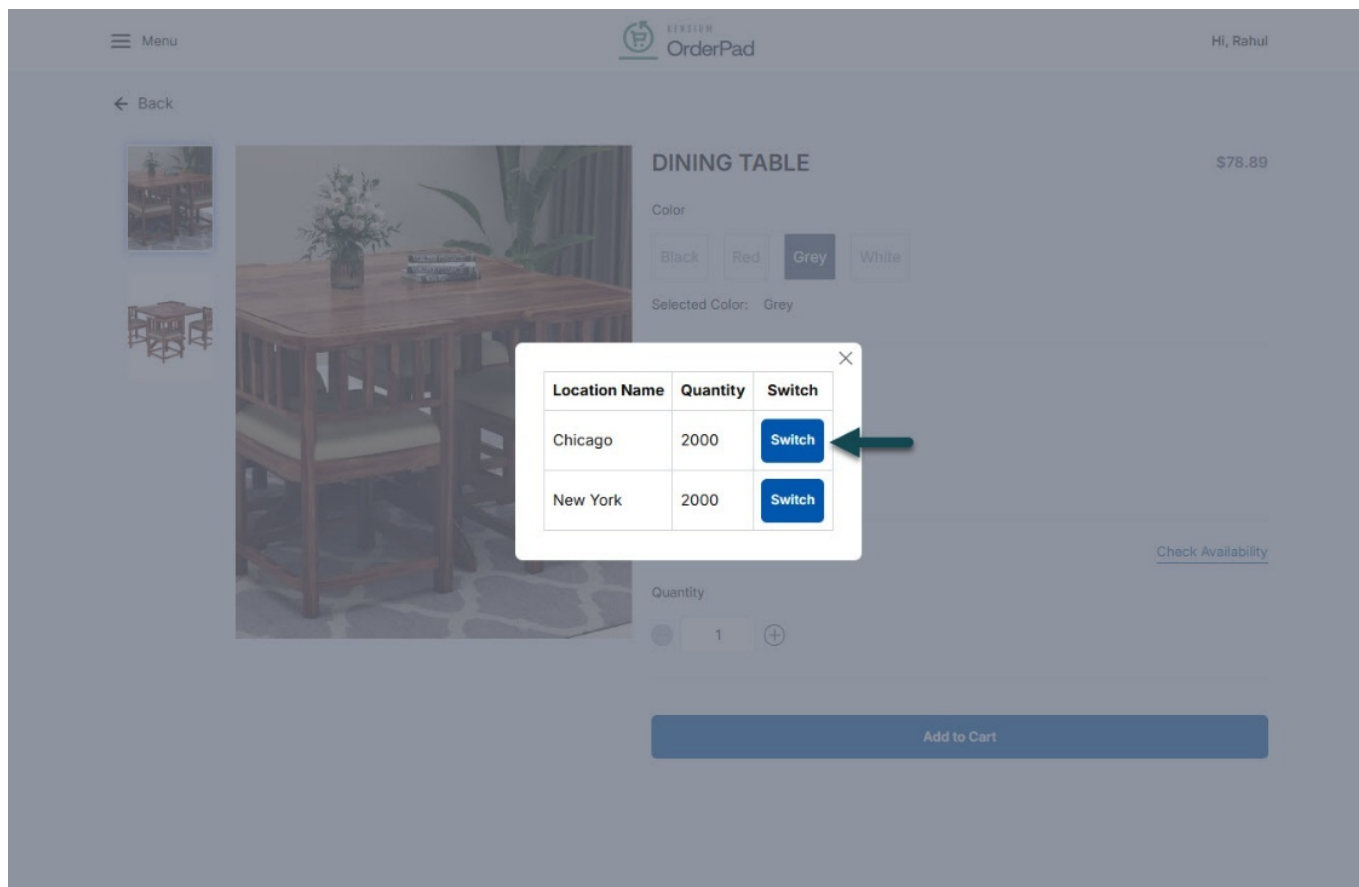 Menu
KENSIUM
OrderPad
Hi, Rahul
Back
DINING TABLE
$78.89
Color
Black Red Grey White
Selected Color: Grey
Location Name Quantity Switch
Chicago 2000 Switch
New York 2000 Switch
Check Availability
Quantity
1
Add to Cart